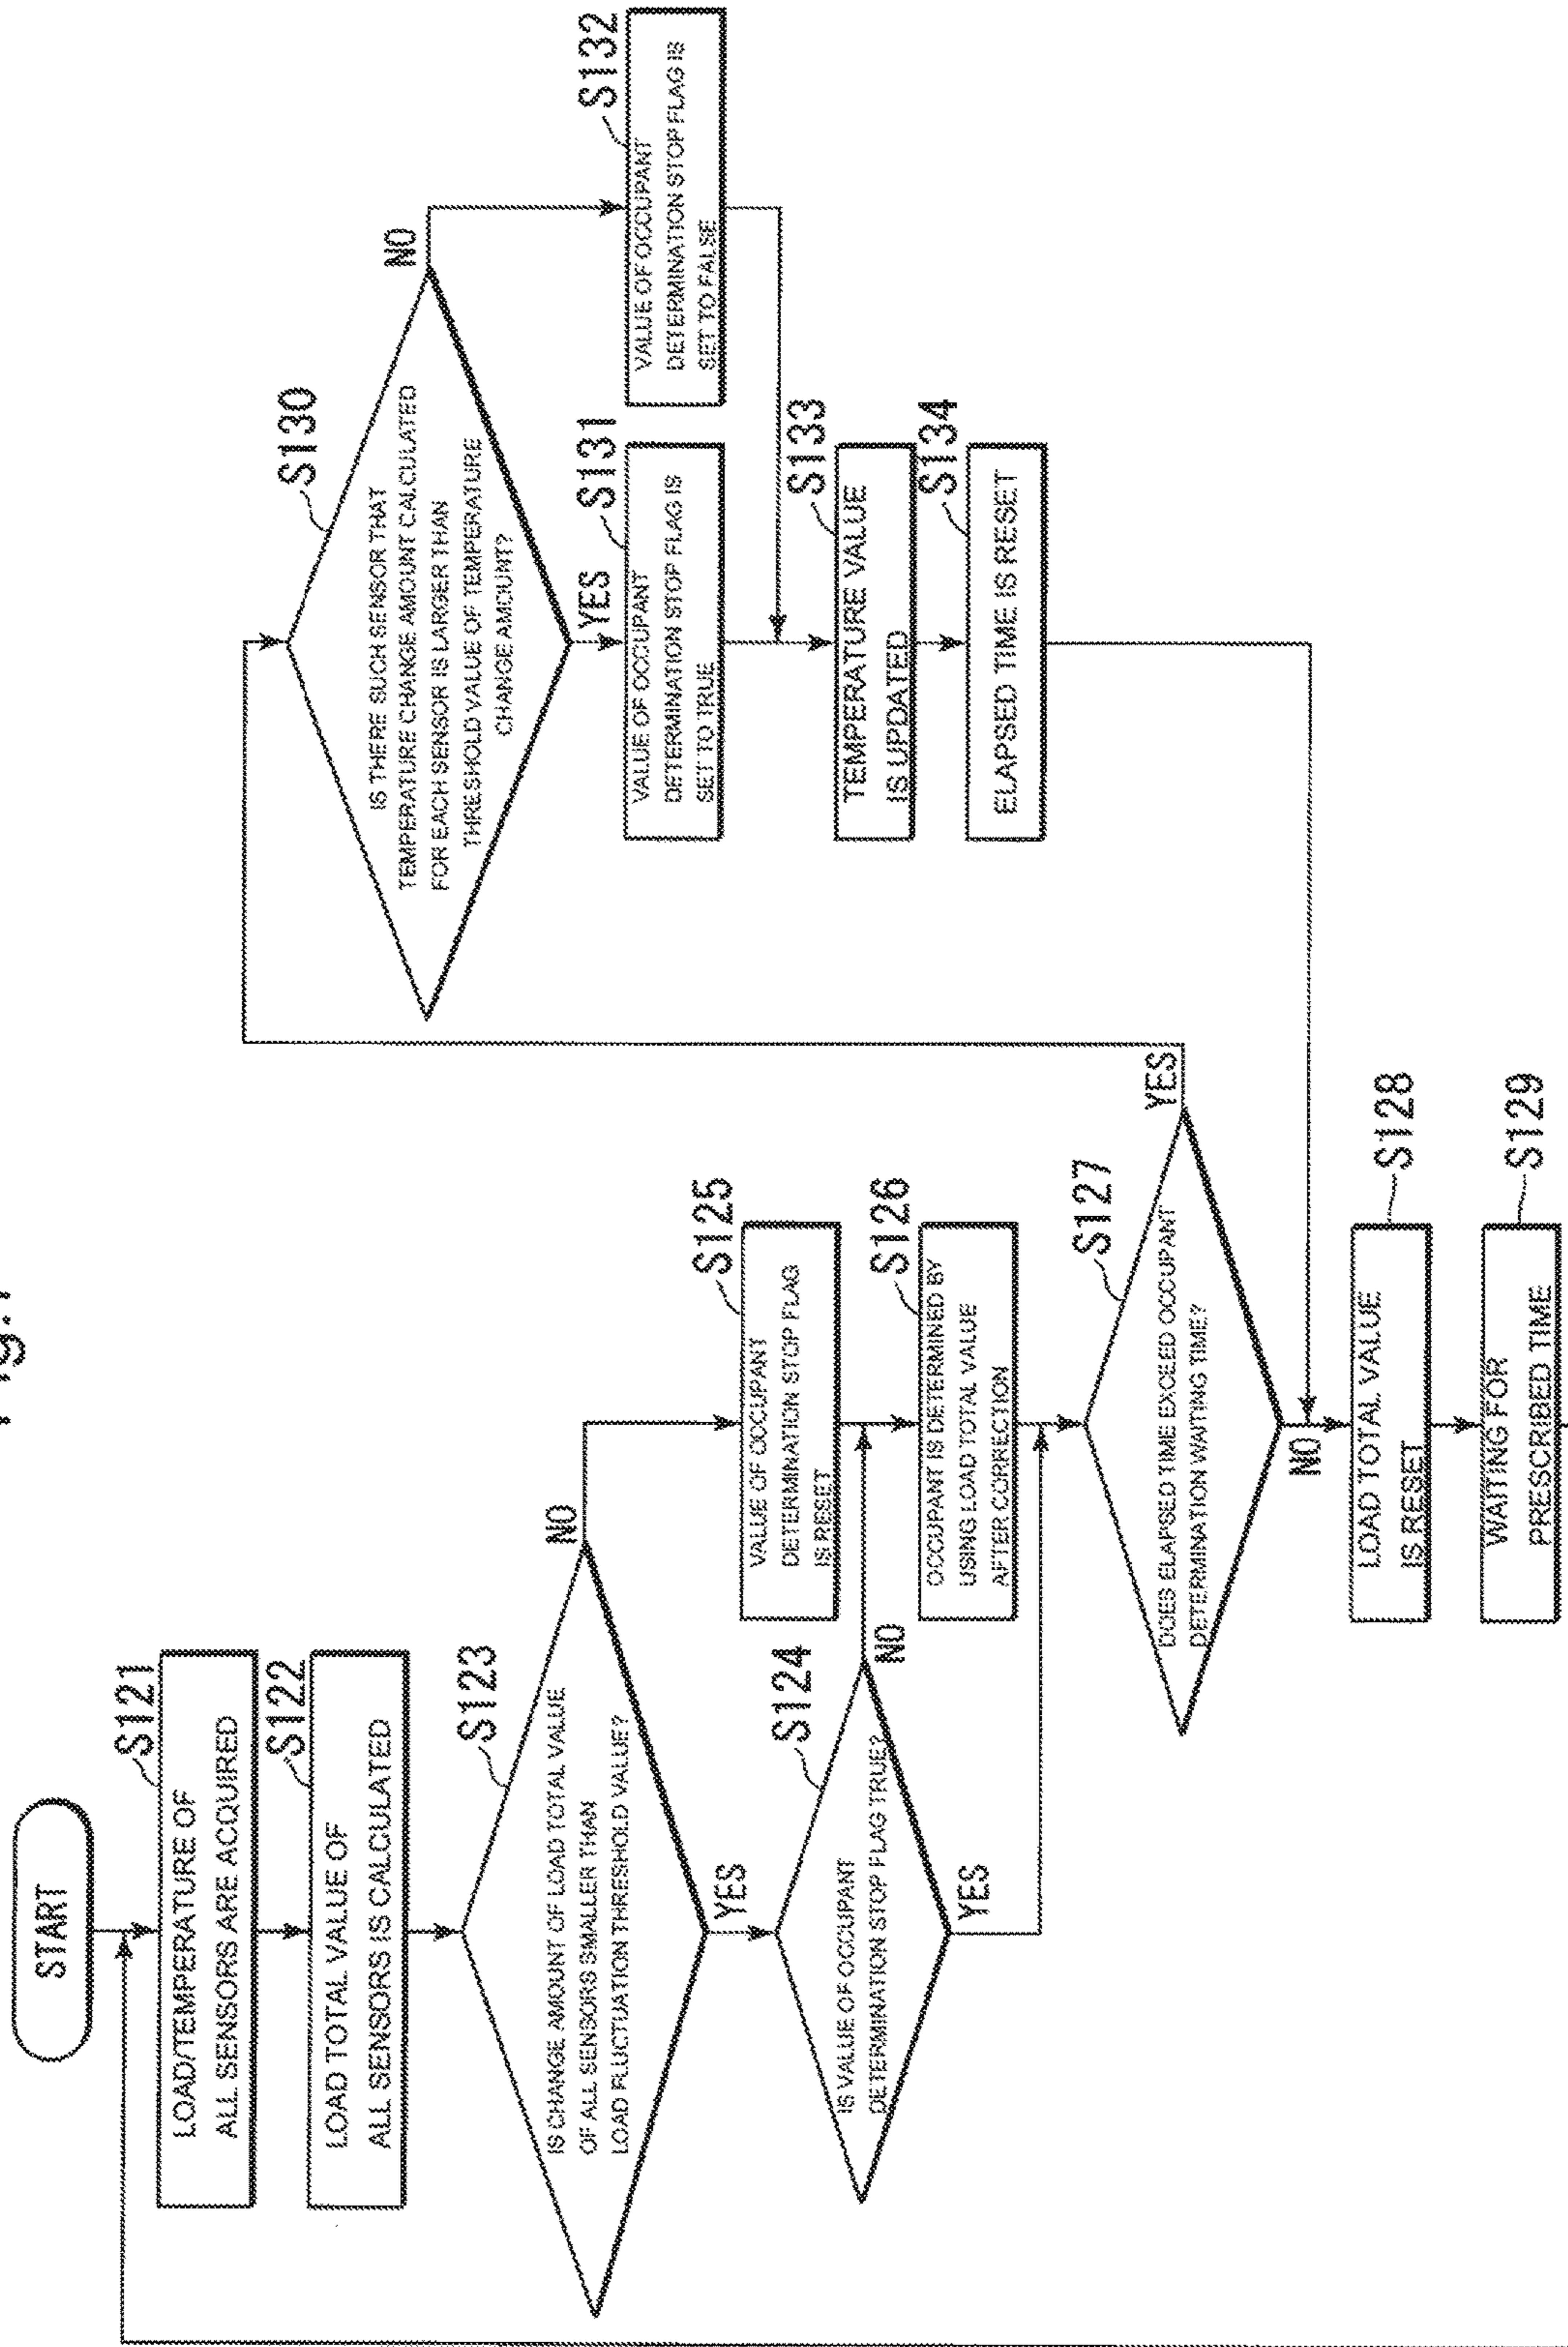 START
S121
LOAD/TEMPERATURE OF
ALL SENSORS ARE ACQUIRED
S122
LOAD TOTAL VALUE OF
ALL SENSORS IS CALCULATED
S123
IS CHANGE AMOUNT OF LOAD TOTAL VALUE
OF ALL SENSORS SMALLER THAN
LOAD FLUCTUATION THRESHOLD VALUE?
NO
YES
S124
IS VALUE OF OCCUPANT
DETERMINATION STOP FLAG TRUE?
NO
YES
S125
VALUE OF OCCUPANT
DETERMINATION STOP FLAG
IS RESET
S126
OCCUPANT IS DETERMINED BY
USING LOAD TOTAL VALUE
AFTER CORRECTION
S127
DOES ELAPSED TIME EXCEED OCCUPANT
DETERMINATION WAITING TIME?
YES
NO
S128
LOAD TOTAL VALUE
IS RESET
S129
WAITING FOR
PRESCRIBED TIME
S130
IS THERE SUCH SENSOR THAT
TEMPERATURE CHANGE AMOUNT CALCULATED
FOR EACH SENSOR IS LARGER THAN
THRESHOLD VALUE OF TEMPERATURE
CHANGE AMOUNT?
NO
YES
S131
VALUE OF OCCUPANT
DETERMINATION STOP FLAG IS
SET TO TRUE
S132
VALUE OF OCCUPANT
DETERMINATION STOP FLAG IS
SET TO FALSE
S133
TEMPERATURE VALUE
IS UPDATED
S134
ELAPSED TIME IS RESET